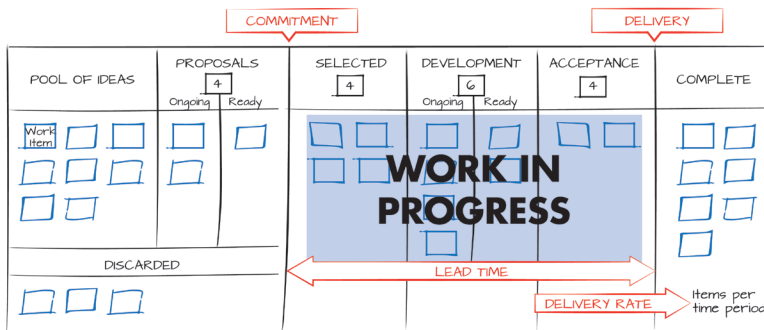 COMMITMENT
DELIVERY
POOL OF IDEAS
PROPOSALS
4
Ongoing
Ready
SELECTED
4
DEVELOPMENT
6
Ongoing
Ready
ACCEPTANCE
4
COMPLETE
Work
Item
WORK IN
PROGRESS
DISCARDED
LEAD TIME
DELIVERY RATE
Items per
time period